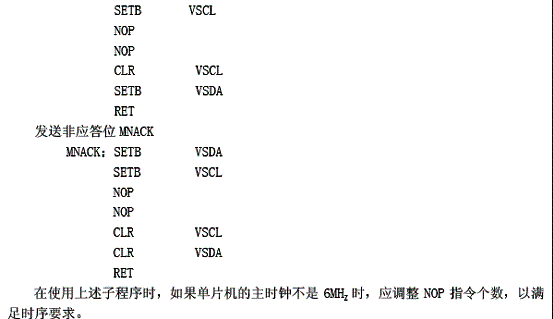 SETB VSCL
NOP
NOP
CLR VSCL
SETB VSDA
RET
发送非应答位 MNACK
MNACK: SETB VSDA
SETB VSCL
NOP
NOP
CLR VSCL
CLR VSDA
RET
在使用上述子程序时，如果单片机的主时钟不是 6MHz 时，应调整 NOP 指令个数，以满
足时序要求。